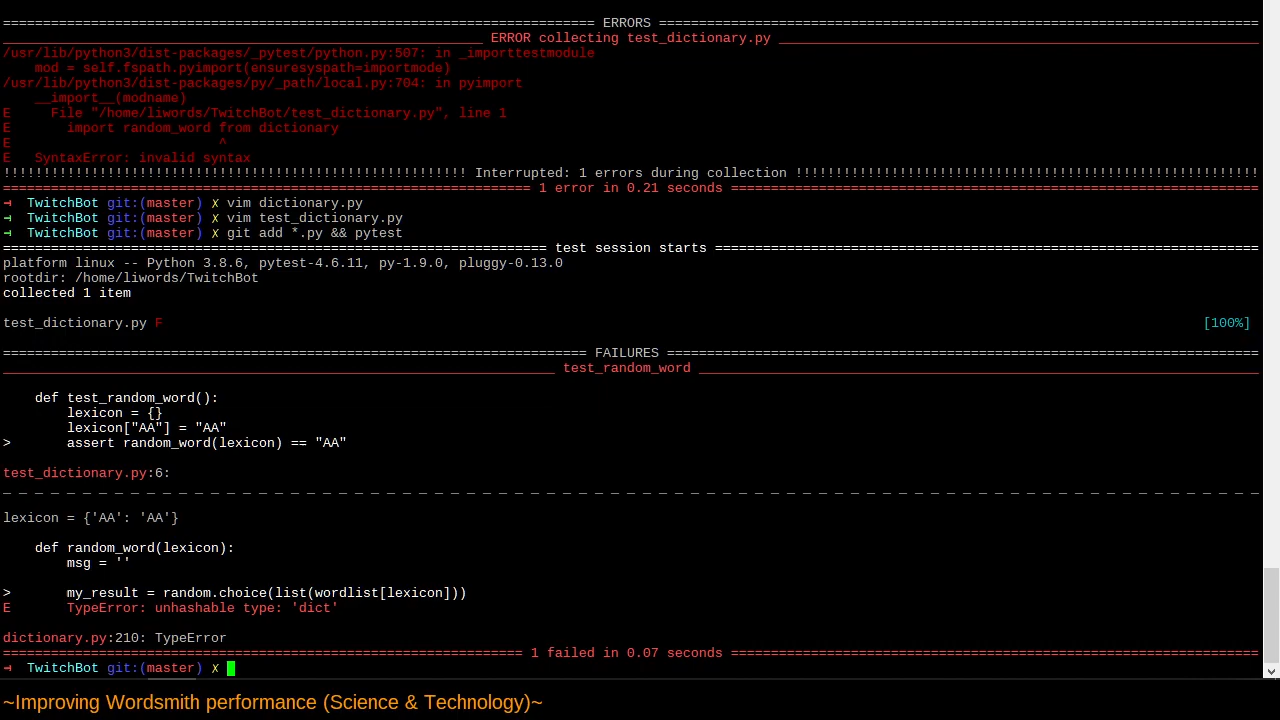 ========================================================================== ERRORS ===========================================================================
____________________________________________________________ ERROR collecting test_dictionary.py ____________________________________________________________
/usr/lib/python3/dist-packages/_pytest/python.py:507: in _importtestmodule
    mod = self.fspath.pyimport(ensuresyspath=importmode)
/usr/lib/python3/dist-packages/py/_path/local.py:704: in pyimport
    __import__(modname)
E     File "/home/liwords/TwitchBot/test_dictionary.py", line 1
E       import random_word from dictionary
E                          ^
E   SyntaxError: invalid syntax
!!!!!!!!!!!!!!!!!!!!!!!!!!!!!!!!!!!!!!!!!!!!!!!!!!!!!!!!!! Interrupted: 1 errors during collection !!!!!!!!!!!!!!!!!!!!!!!!!!!!!!!!!!!!!!!!!!!!!!!!!!!!!!!!!!
================================================================== 1 error in 0.21 seconds ==================================================================
TwitchBot git:(master) ✗ vim dictionary.py
TwitchBot git:(master) ✗ vim test_dictionary.py
TwitchBot git:(master) ✗ git add *.py && pytest
==================================================================== test session starts ====================================================================
platform linux -- Python 3.8.6, pytest-4.6.11, py-1.9.0, pluggy-0.13.0
rootdir: /home/liwords/TwitchBot
collected 1 item
test_dictionary.py F [100%]
========================================================================= FAILURES ==========================================================================
_____________________________________________________________________ test_random_word ______________________________________________________________________
    def test_random_word():
        lexicon = {}
        lexicon["AA"] = "AA"
>       assert random_word(lexicon) == "AA"
test_dictionary.py:6:
_ _ _ _ _ _ _ _ _ _ _ _ _ _ _ _ _ _ _ _ _ _ _ _ _ _ _ _ _ _ _ _ _ _ _ _ _ _ _ _ _ _ _ _ _ _ _ _ _ _ _ _ _ _ _ _ _ _ _ _ _ _ _ _ _ _ _ _ _ _ _ _ _ _ _ _ _ _ _
lexicon = {'AA': 'AA'}
    def random_word(lexicon):
        msg = ''
>       my_result = random.choice(list(wordlist[lexicon]))
E       TypeError: unhashable type: 'dict'
dictionary.py:210: TypeError
================================================================= 1 failed in 0.07 seconds ==================================================================
TwitchBot git:(master) ✗
~Improving Wordsmith performance (Science & Technology)~